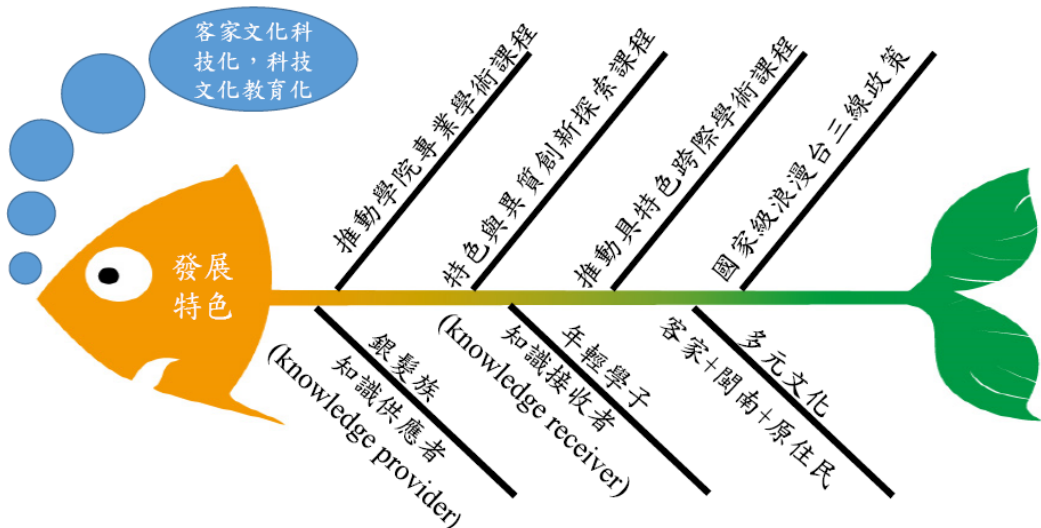 客家文化科
技化，科技
文化教育化
發展
特色
推動學院專業學術課程
特色與異質創新探索課程
推動具特色跨際學術課程
國家級浪漫台三線政策
銀髮族
知識供應者
(knowledge provider)
年輕學子
知識接收者
(knowledge receiver)
多元文化
客家+閩南+原住民